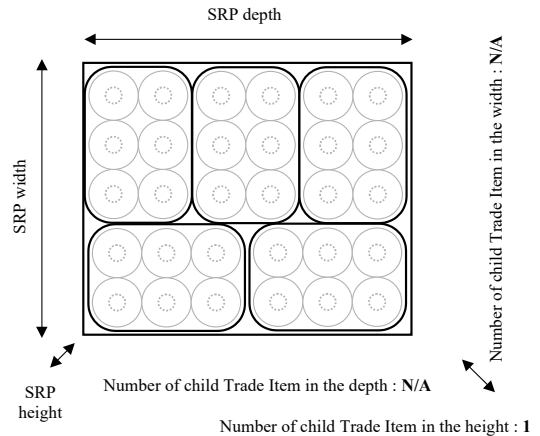 SRP depth
SRP width
Number of child Trade Item in the width : N/A
SRP
height
Number of child Trade Item in the depth : N/A
Number of child Trade Item in the height : 1